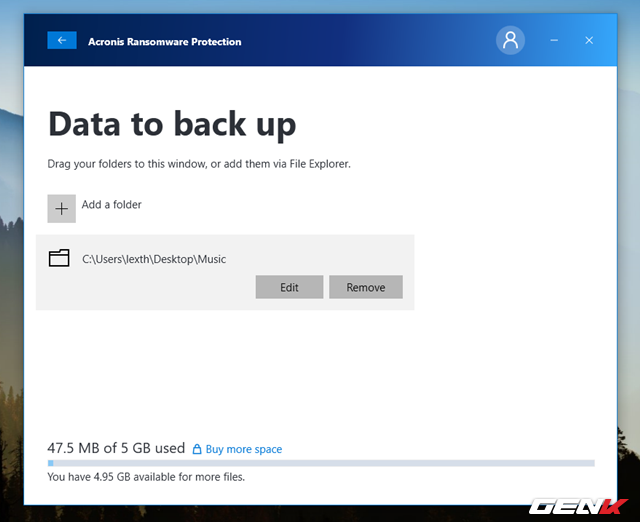 Acronis Ransomware Protection
Data to back up
Drag your folders to this window, or add them via File Explorer.
Add a folder
C:\Users\lexth\Desktop\Music
Edit Remove
47.5 MB of 5 GB used Buy more space
You have 4.95 GB available for more files.
GENK